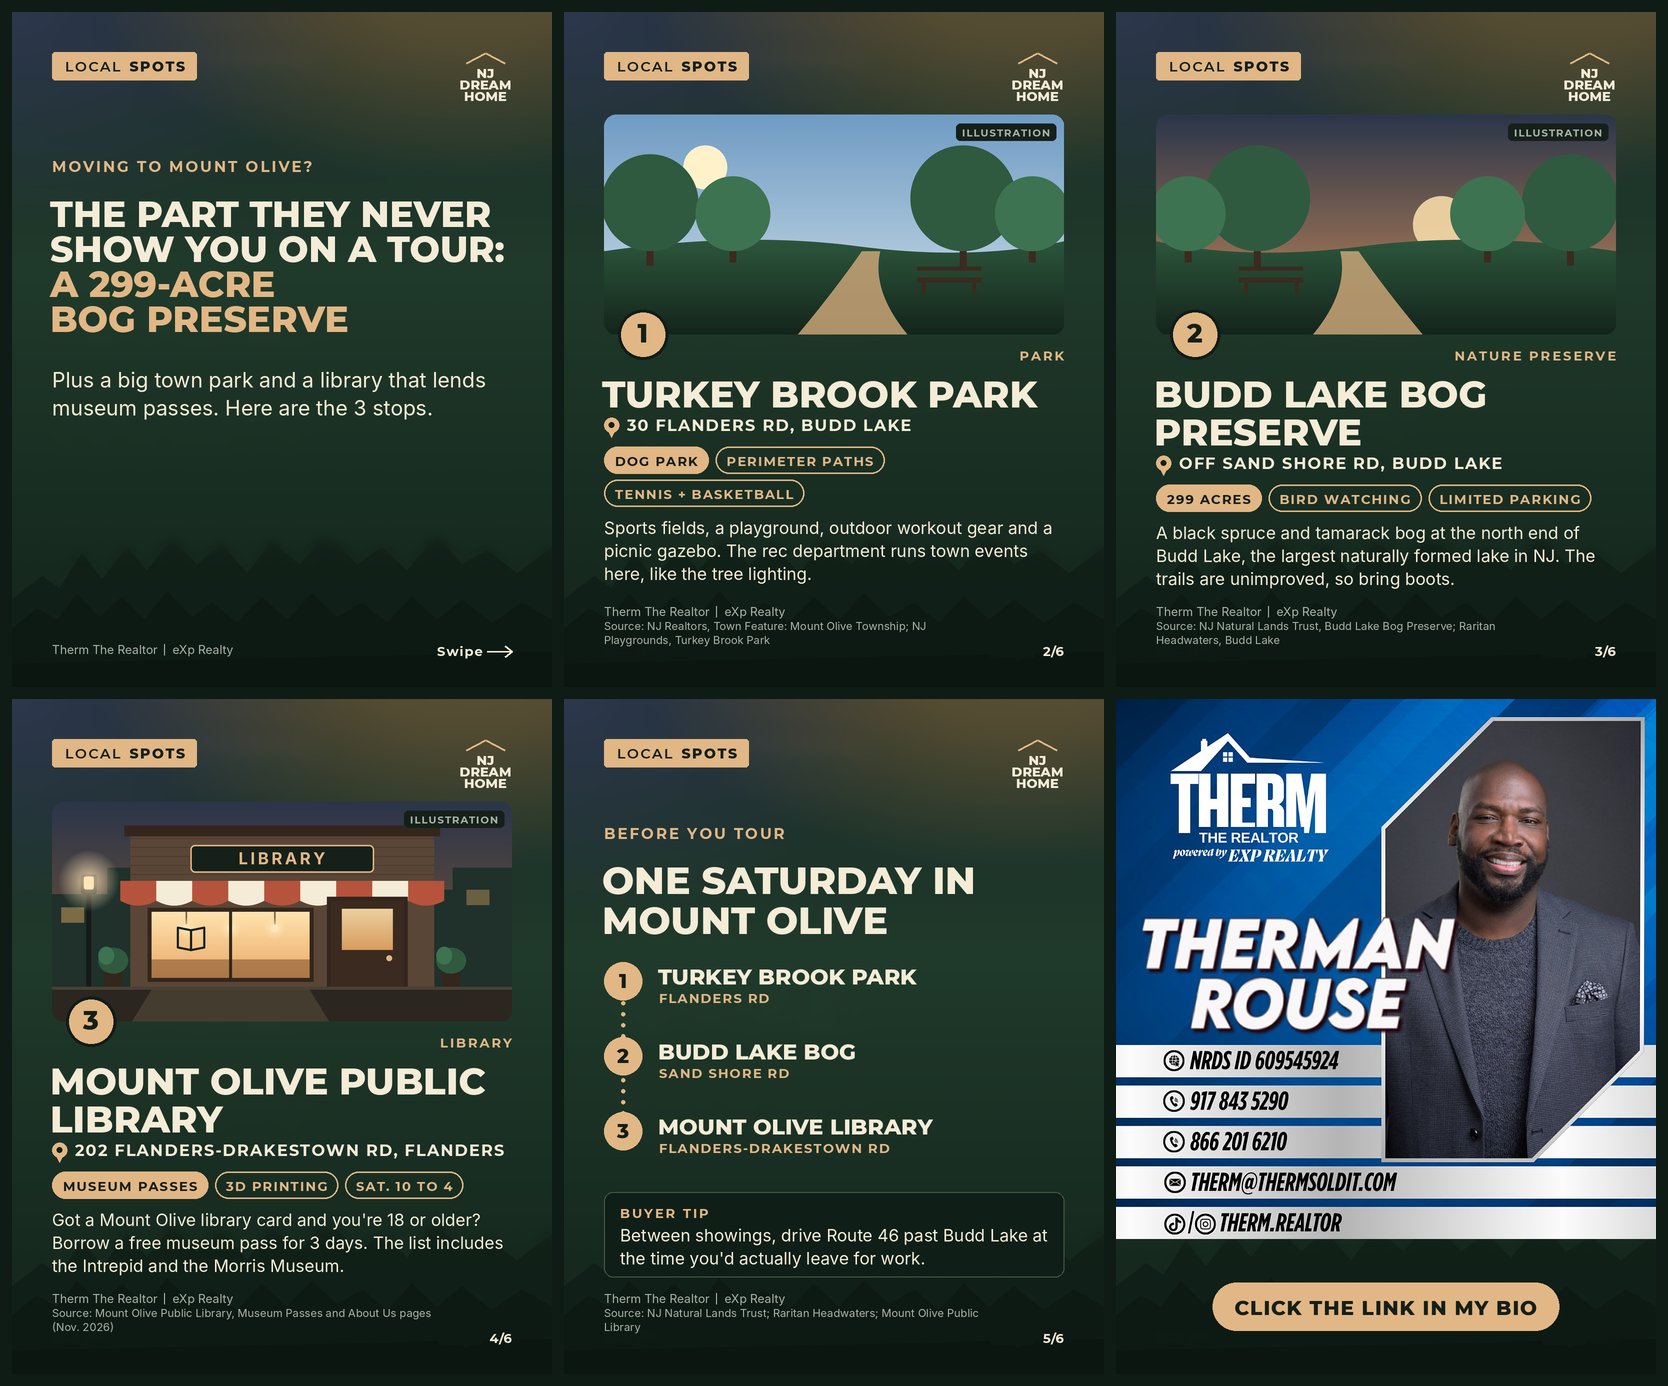 LOCAL SPOTS
NJ
DREAM
HOME
MOVING TO MOUNT OLIVE?
THE PART THEY NEVER
SHOW YOU ON A TOUR:
A 299-ACRE
BOG PRESERVE
Plus a big town park and a library that lends
museum passes. Here are the 3 stops.
Therm The Realtor | eXp Realty
Swipe
LOCAL SPOTS
NJ
DREAM
HOME
ILLUSTRATION
1
PARK
TURKEY BROOK PARK
30 FLANDERS RD, BUDD LAKE
DOG PARK
PERIMETER PATHS
TENNIS + BASKETBALL
Sports fields, a playground, outdoor workout gear and a
picnic gazebo. The rec department runs town events
here, like the tree lighting.
Therm The Realtor | eXp Realty
Source: NJ Realtors, Town Feature: Mount Olive Township; NJ
Playgrounds, Turkey Brook Park
2/6
LOCAL SPOTS
NJ
DREAM
HOME
ILLUSTRATION
2
NATURE PRESERVE
BUDD LAKE BOG
PRESERVE
OFF SAND SHORE RD, BUDD LAKE
299 ACRES
BIRD WATCHING
LIMITED PARKING
A black spruce and tamarack bog at the north end of
Budd Lake, the largest naturally formed lake in NJ. The
trails are unimproved, so bring boots.
Therm The Realtor | eXp Realty
Source: NJ Natural Lands Trust, Budd Lake Bog Preserve; Raritan
Headwaters, Budd Lake
3/6
LOCAL SPOTS
NJ
DREAM
HOME
ILLUSTRATION
LIBRARY
3
LIBRARY
MOUNT OLIVE PUBLIC
LIBRARY
202 FLANDERS-DRAKESTOWN RD, FLANDERS
MUSEUM PASSES
3D PRINTING
SAT. 10 TO 4
Got a Mount Olive library card and you're 18 or older?
Borrow a free museum pass for 3 days. The list includes
the Intrepid and the Morris Museum.
Therm The Realtor | eXp Realty
Source: Mount Olive Public Library, Museum Passes and About Us pages
(Nov. 2026)
4/6
LOCAL SPOTS
NJ
DREAM
HOME
BEFORE YOU TOUR
ONE SATURDAY IN
MOUNT OLIVE
1
TURKEY BROOK PARK
FLANDERS RD
2
BUDD LAKE BOG
SAND SHORE RD
3
MOUNT OLIVE LIBRARY
FLANDERS-DRAKESTOWN RD
BUYER TIP
Between showings, drive Route 46 past Budd Lake at
the time you'd actually leave for work.
Therm The Realtor | eXp Realty
Source: NJ Natural Lands Trust; Raritan Headwaters; Mount Olive Public
Library
5/6
THERM
THE REALTOR
powered by EXP REALTY
THERMAN
ROUSE
NRDS ID 609545924
917 843 5290
866 201 6210
THERM@THERMSOLDIT.COM
/ THERM.REALTOR
CLICK THE LINK IN MY BIO